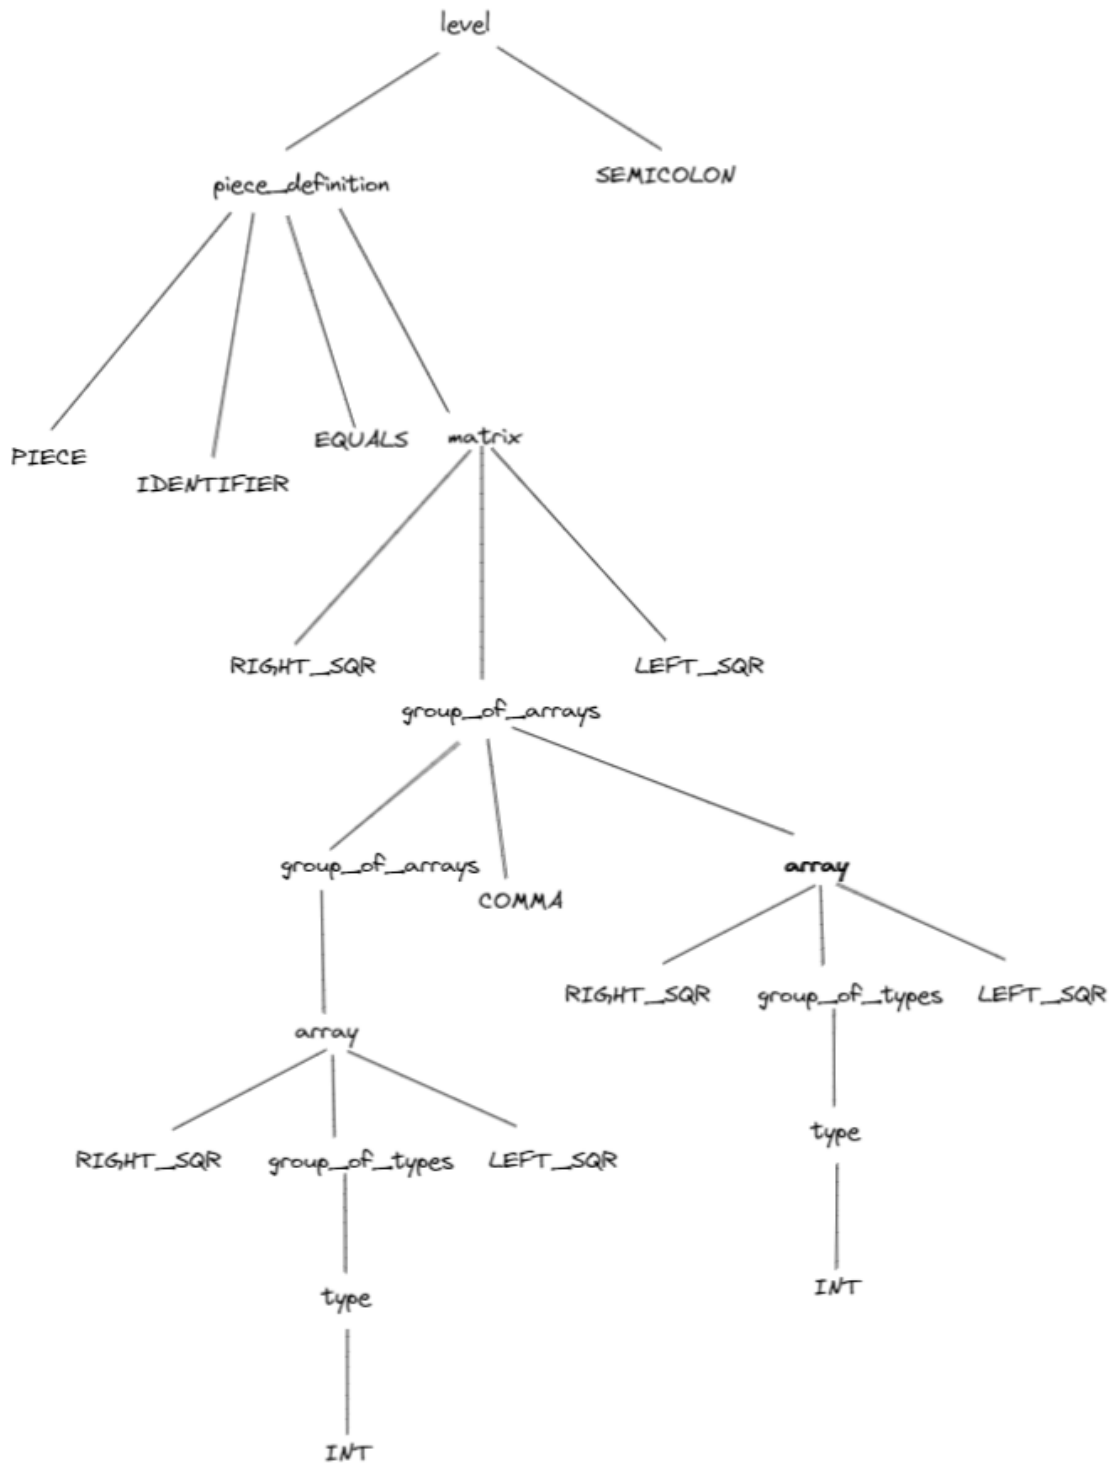 level
piece_definition
SEMICOLON
PIECE
IDENTIFIER
EQUALS
matrix
RIGHT_SQR
LEFT_SQR
group_of_arrays
group_of_arrays
COMMA
array
RIGHT_SQR
group_of_types
LEFT_SQR
array
type
RIGHT_SQR
group_of_types
LEFT_SQR
INT
type
INT